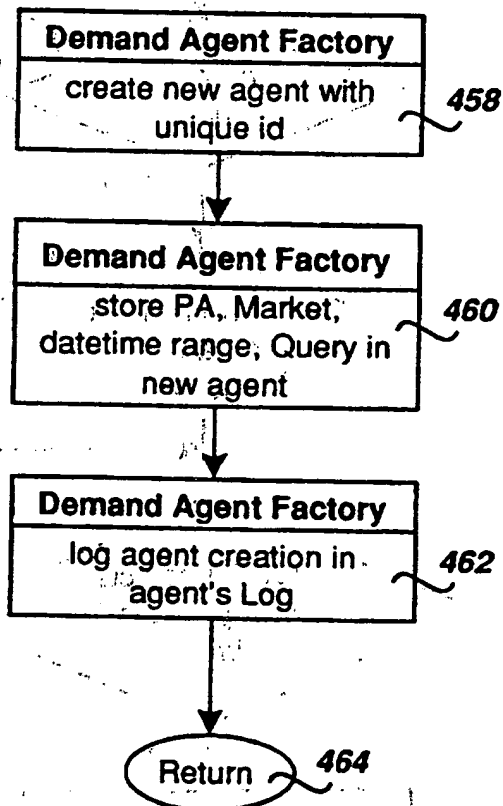 Demand Agent Factory
create new agent with
unique id
458
Demand Agent Factory
store PA, Market,
datetime range, Query in
new agent
460
Demand Agent Factory
log agent creation in
agent's Log
462
Return
464